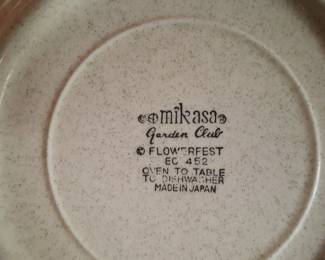 mikasa
Garden Club
© FLOWERFEST
EC 452
OVEN TO TABLE
TO DISHWASHER
MADE IN JAPAN